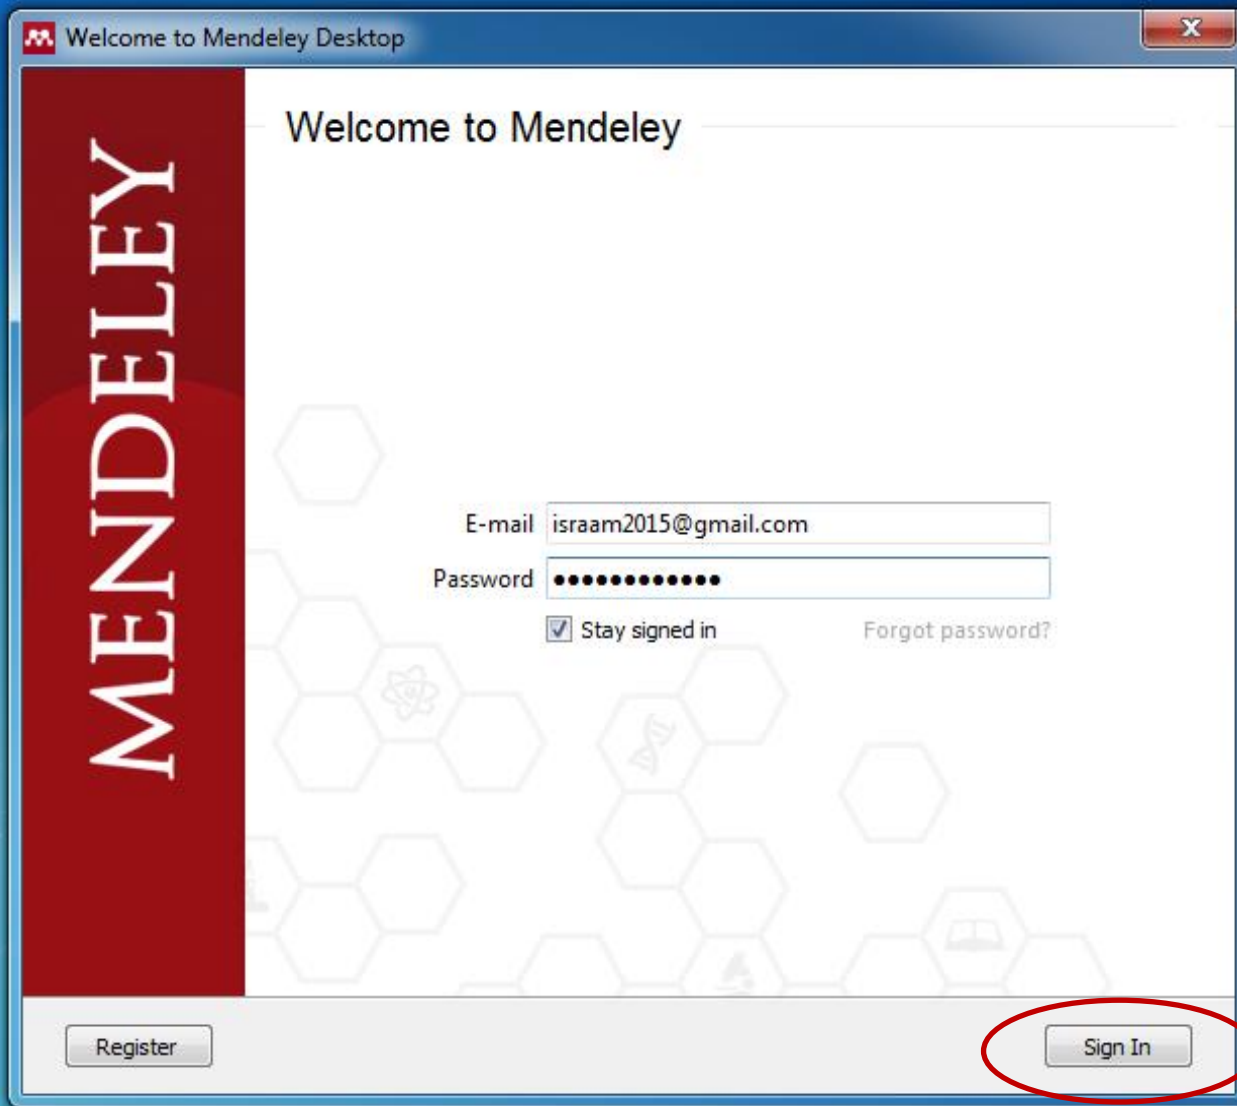 Welcome to Mendeley Desktop
MENDELEY
Welcome to Mendeley
E-mail israam2015@gmail.com
Password ••••••••••••
Stay signed in Forgot password?
Register Sign In